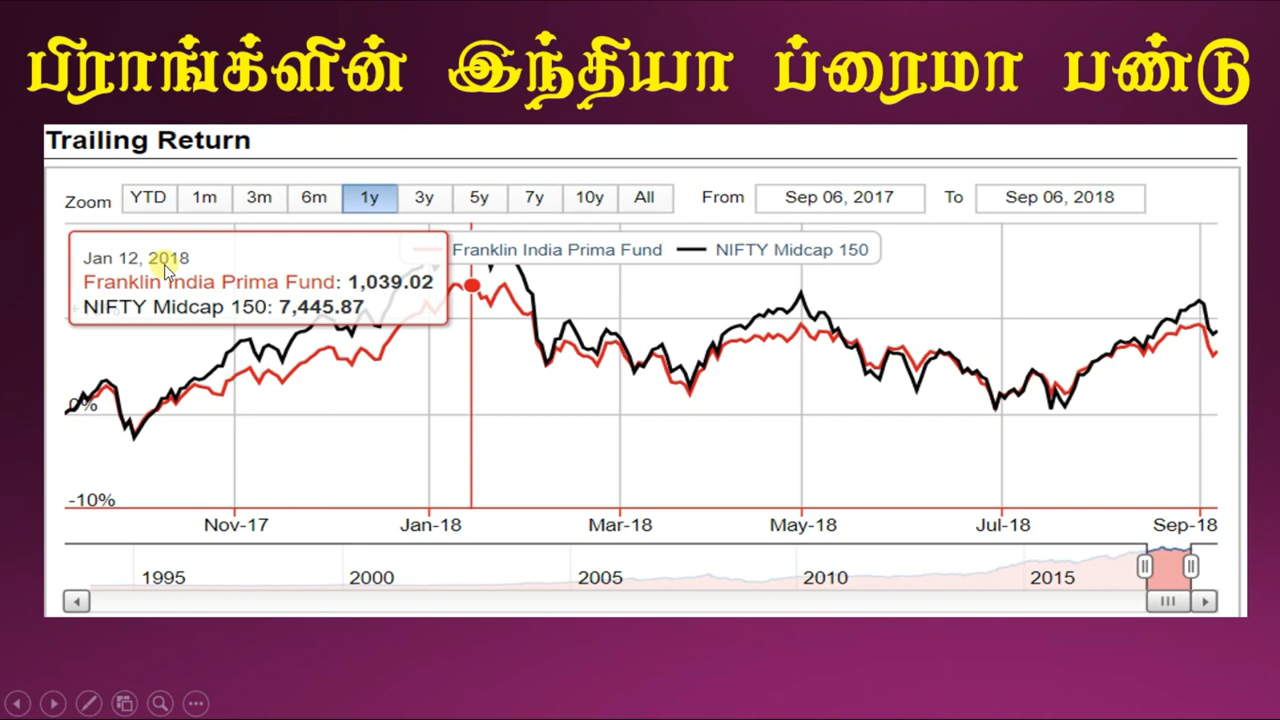 பிராங்க்ளின் இந்தியா ப்ரைமா பண்டு
Trailing Return
Zoom YTD 1m 3m 6m 1y 3y 5y 7y 10y All From Sep 06, 2017 To Sep 06, 2018
Franklin India Prima Fund NIFTY Midcap 150
Jan 12, 2018
Franklin India Prima Fund: 1,039.02
NIFTY Midcap 150: 7,445.87
0%
-10%
Nov-17 Jan-18 Mar-18 May-18 Jul-18 Sep-18
1995 2000 2005 2010 2015